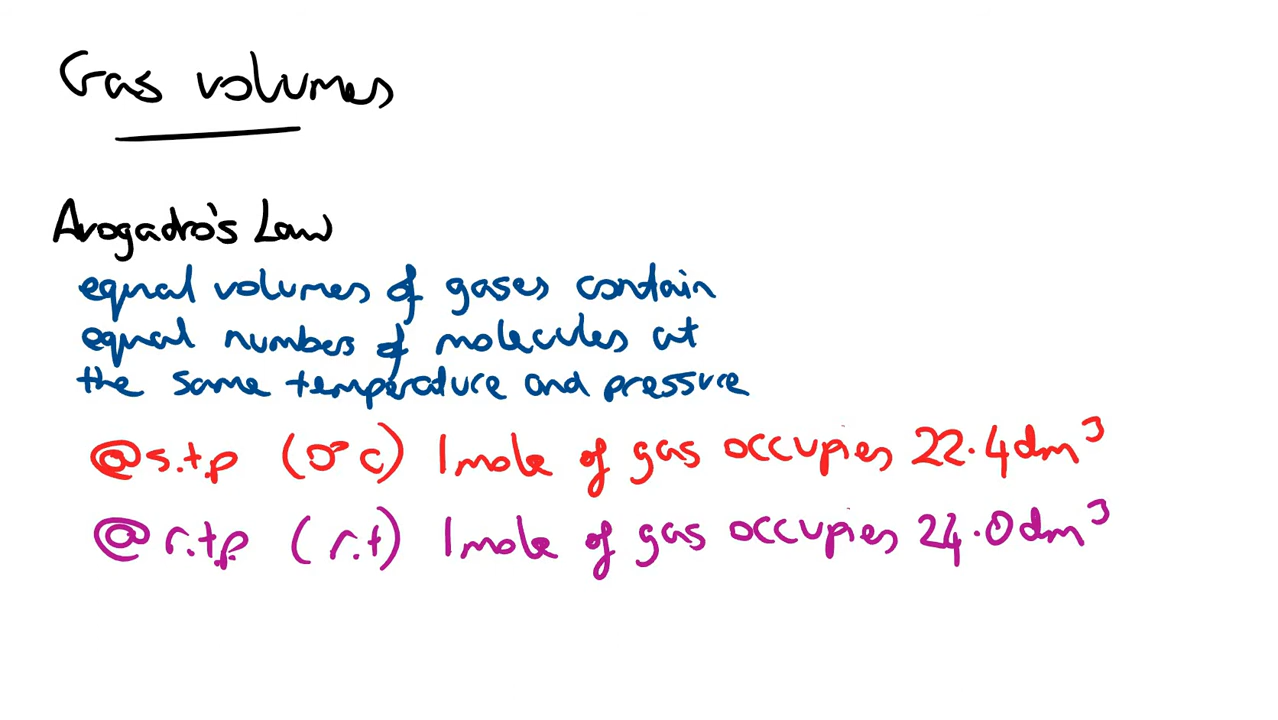 Gas volumes
Avogadro's Law
equal volumes of gases contain
equal numbers of molecules at
the same temperature and pressure
@s.t.p (0°C) 1mole of gas occupies 22.4dm³
@r.t.p. (r.t) 1mole of gas occupies 24.0dm³